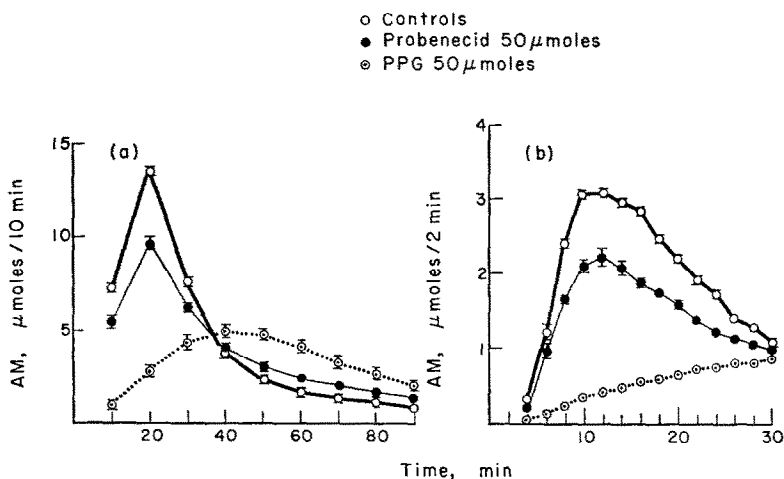 ○ Controls
● Probenecid 50 μmoles
⊙ PPG 50 μmoles
(a)
AM, μmoles/10 min
15
10
5
20
40
60
80
(b)
AM, μmoles/2 min
4
3
2
1
10
20
30
Time, min